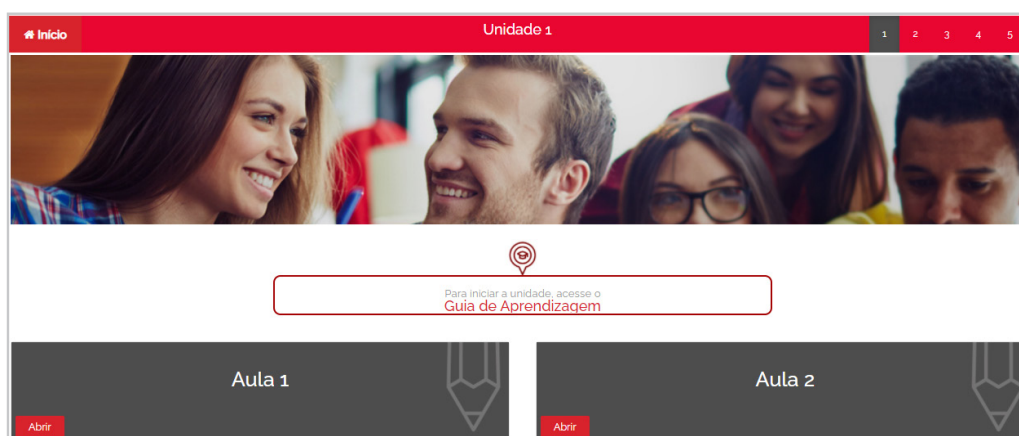 Início
Unidade 1
1 2 3 4 5
Para iniciar a unidade, acesse o
Guia de Aprendizagem
Aula 1
Abrir
Aula 2
Abrir